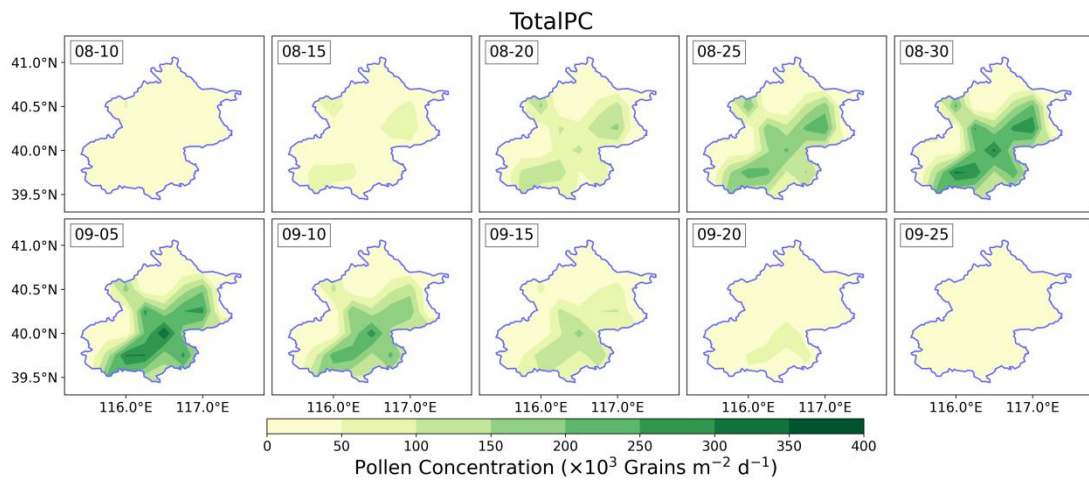 TotalPC
08-10 08-15 08-20 08-25 08-30
41.0°N
40.5°N
40.0°N
39.5°N
09-05 09-10 09-15 09-20 09-25
41.0°N
40.5°N
40.0°N
39.5°N
116.0°E 117.0°E 116.0°E 117.0°E 116.0°E 117.0°E 116.0°E 117.0°E 116.0°E 117.0°E
0 50 100 150 200 250 300 350 400
Pollen Concentration (×10³ Grains m⁻² d⁻¹)